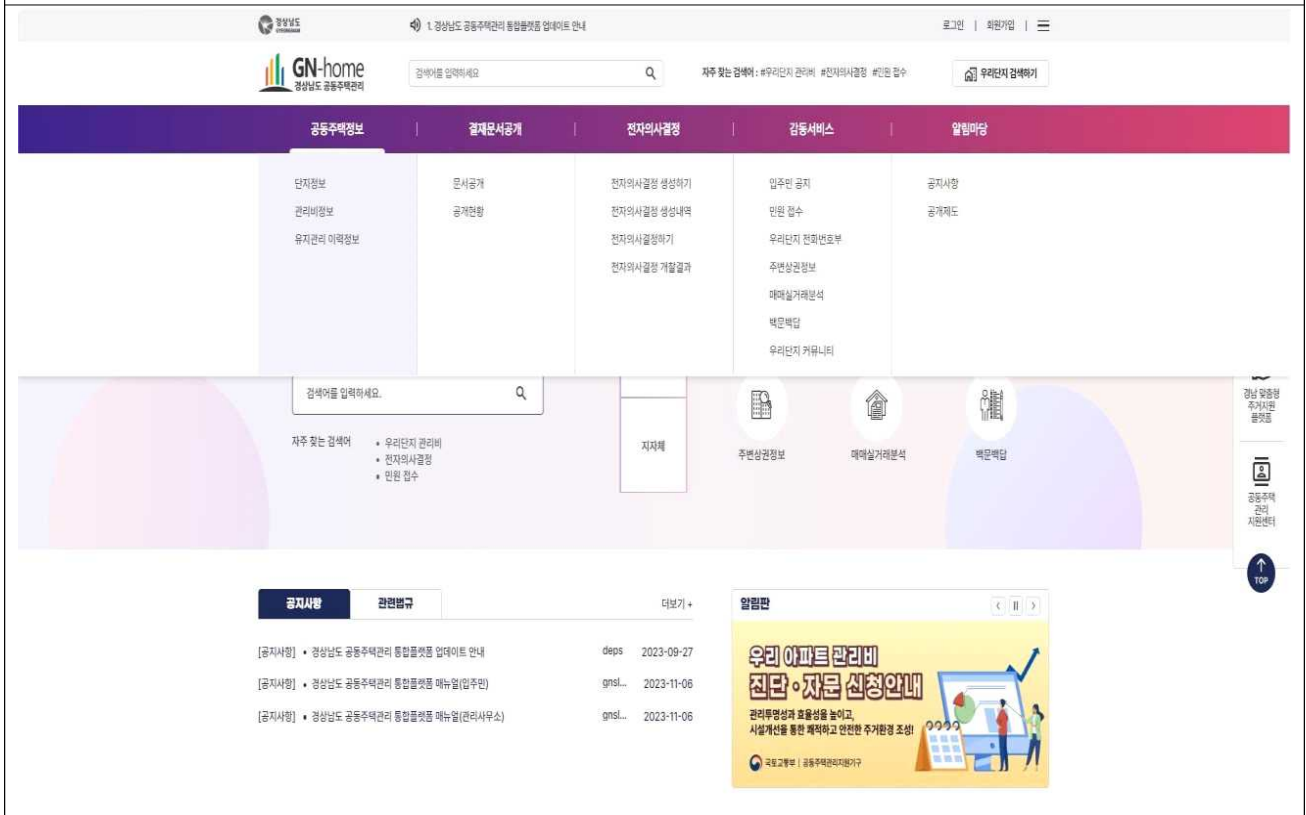 경상남도
1. 경상남도 공동주택관리 통합플랫폼 업데이트 안내
로그인 | 회원가입 |
GN-home
경상남도 공동주택관리
검색어를 입력하세요
자주 찾는 검색어 : #우리단지 관리비 #전자의사결정 #민원 접수
우리단지 검색하기
공동주택정보 | 결재문서공개 | 전자의사결정 | 감동서비스 | 알림마당
단지정보
관리비정보
유지관리 이력정보
문서공개
공개현황
전자의사결정 생성하기
전자의사결정 생성내역
전자의사결정하기
전자의사결정 개찰결과
입주민 공지
민원 접수
우리단지 전화번호부
주변상권정보
매매실거래분석
백문백답
우리단지 커뮤니티
공지사항
공개제도
검색어를 입력하세요.
자주 찾는 검색어
• 우리단지 관리비
• 전자의사결정
• 민원 접수
지자체
주변상권정보
매매실거래분석
백문백답
경남 맞춤형
주거지원
플랫폼
공동주택
관리
지원센터
TOP
공지사항
관련법규
더보기 +
[공지사항] • 경상남도 공동주택관리 통합플랫폼 업데이트 안내 deps 2023-09-27
[공지사항] • 경상남도 공동주택관리 통합플랫폼 매뉴얼(입주민) gnsl... 2023-11-06
[공지사항] • 경상남도 공동주택관리 통합플랫폼 매뉴얼(관리사무소) gnsl... 2023-11-06
알림판
우리 아파트 관리비
진단•자문 신청안내
관리투명성과 효율성을 높이고,
시설개선을 통한 쾌적하고 안전한 주거환경 조성!
국토교통부 | 공동주택관리지원기구